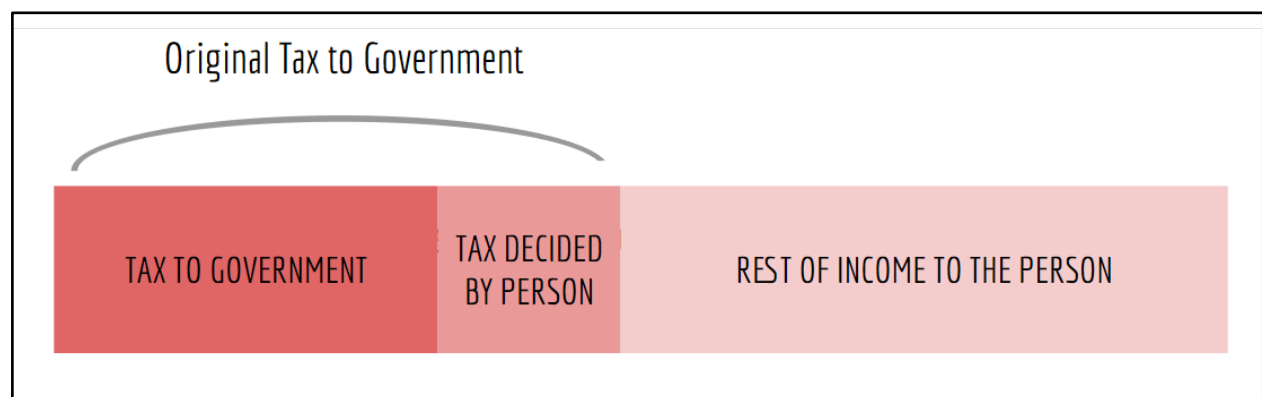 Original Tax to Government
TAX TO GOVERNMENT
TAX DECIDED
BY PERSON
REST OF INCOME TO THE PERSON